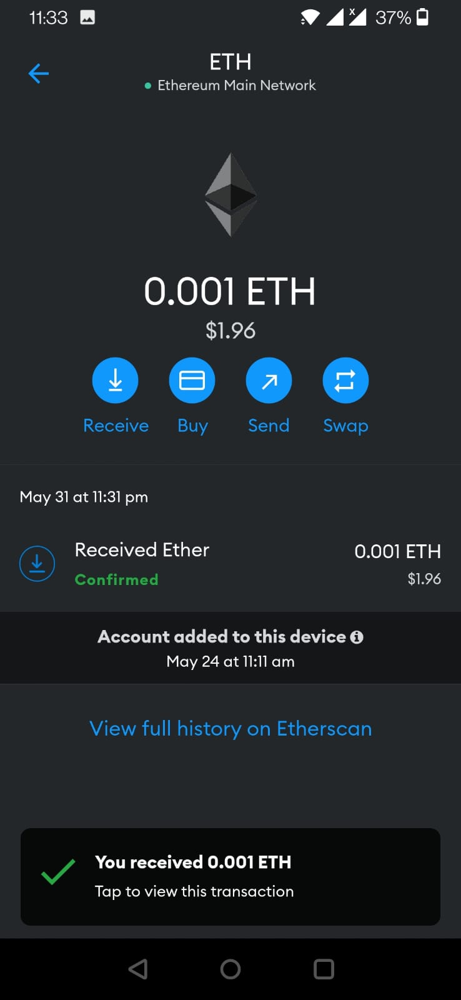 11:33
x 37%
ETH
Ethereum Main Network
0.001 ETH
$1.96
Receive Buy Send Swap
May 31 at 11:31 pm
Received Ether 0.001 ETH
Confirmed $1.96
Account added to this device
May 24 at 11:11 am
View full history on Etherscan
You received 0.001 ETH
Tap to view this transaction